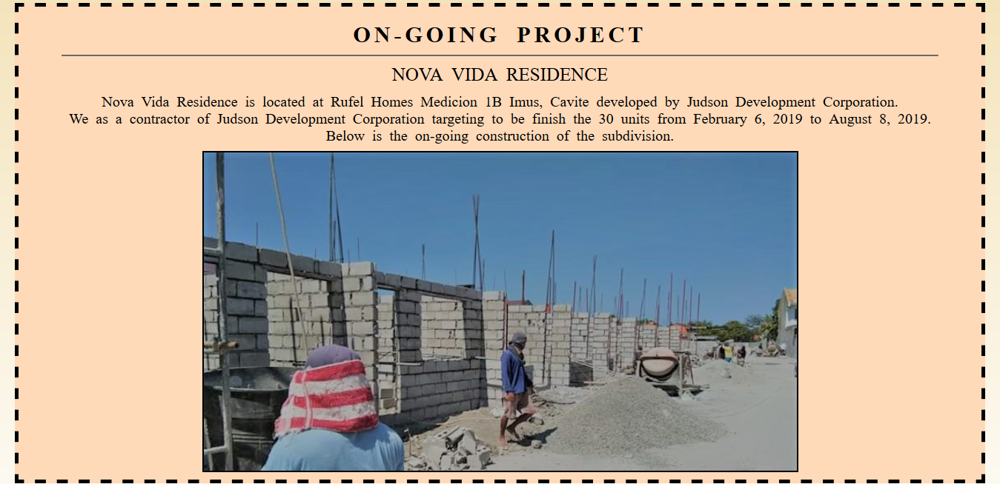 ON-GOING PROJECT
NOVA VIDA RESIDENCE
Nova Vida Residence is located at Rufel Homes Medicion 1B Imus, Cavite developed by Judson Development Corporation.
We as a contractor of Judson Development Corporation targeting to be finish the 30 units from February 6, 2019 to August 8, 2019.
Below is the on-going construction of the subdivision.